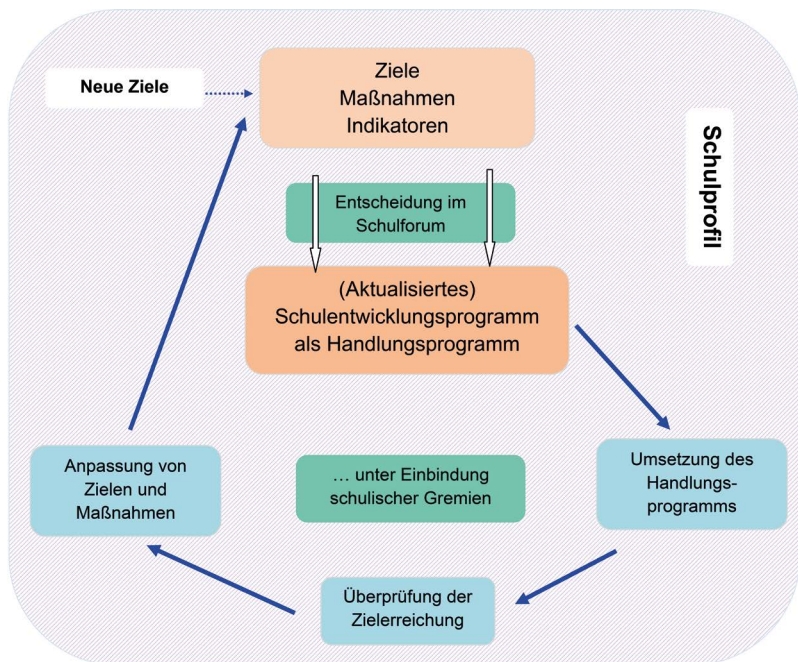 Neue Ziele
Ziele
Maßnahmen
Indikatoren
Schulprofil
Entscheidung im
Schulforum
(Aktualisiertes)
Schulentwicklungsprogramm
als Handlungsprogramm
Anpassung von
Zielen und
Maßnahmen
… unter Einbindung
schulischer Gremien
Umsetzung des
Handlungs-
programms
Überprüfung der
Zielerreichung